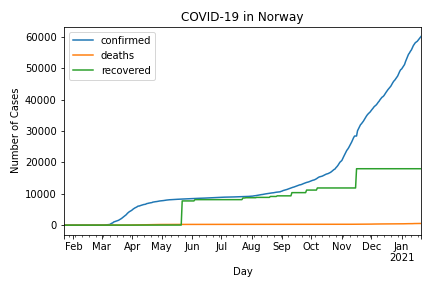 COVID-19 in Norway
confirmed
deaths
recovered
60000
50000
40000
30000
20000
10000
0
Number of Cases
Feb Mar Apr May Jun Jul Aug Sep Oct Nov Dec Jan
2021
Day